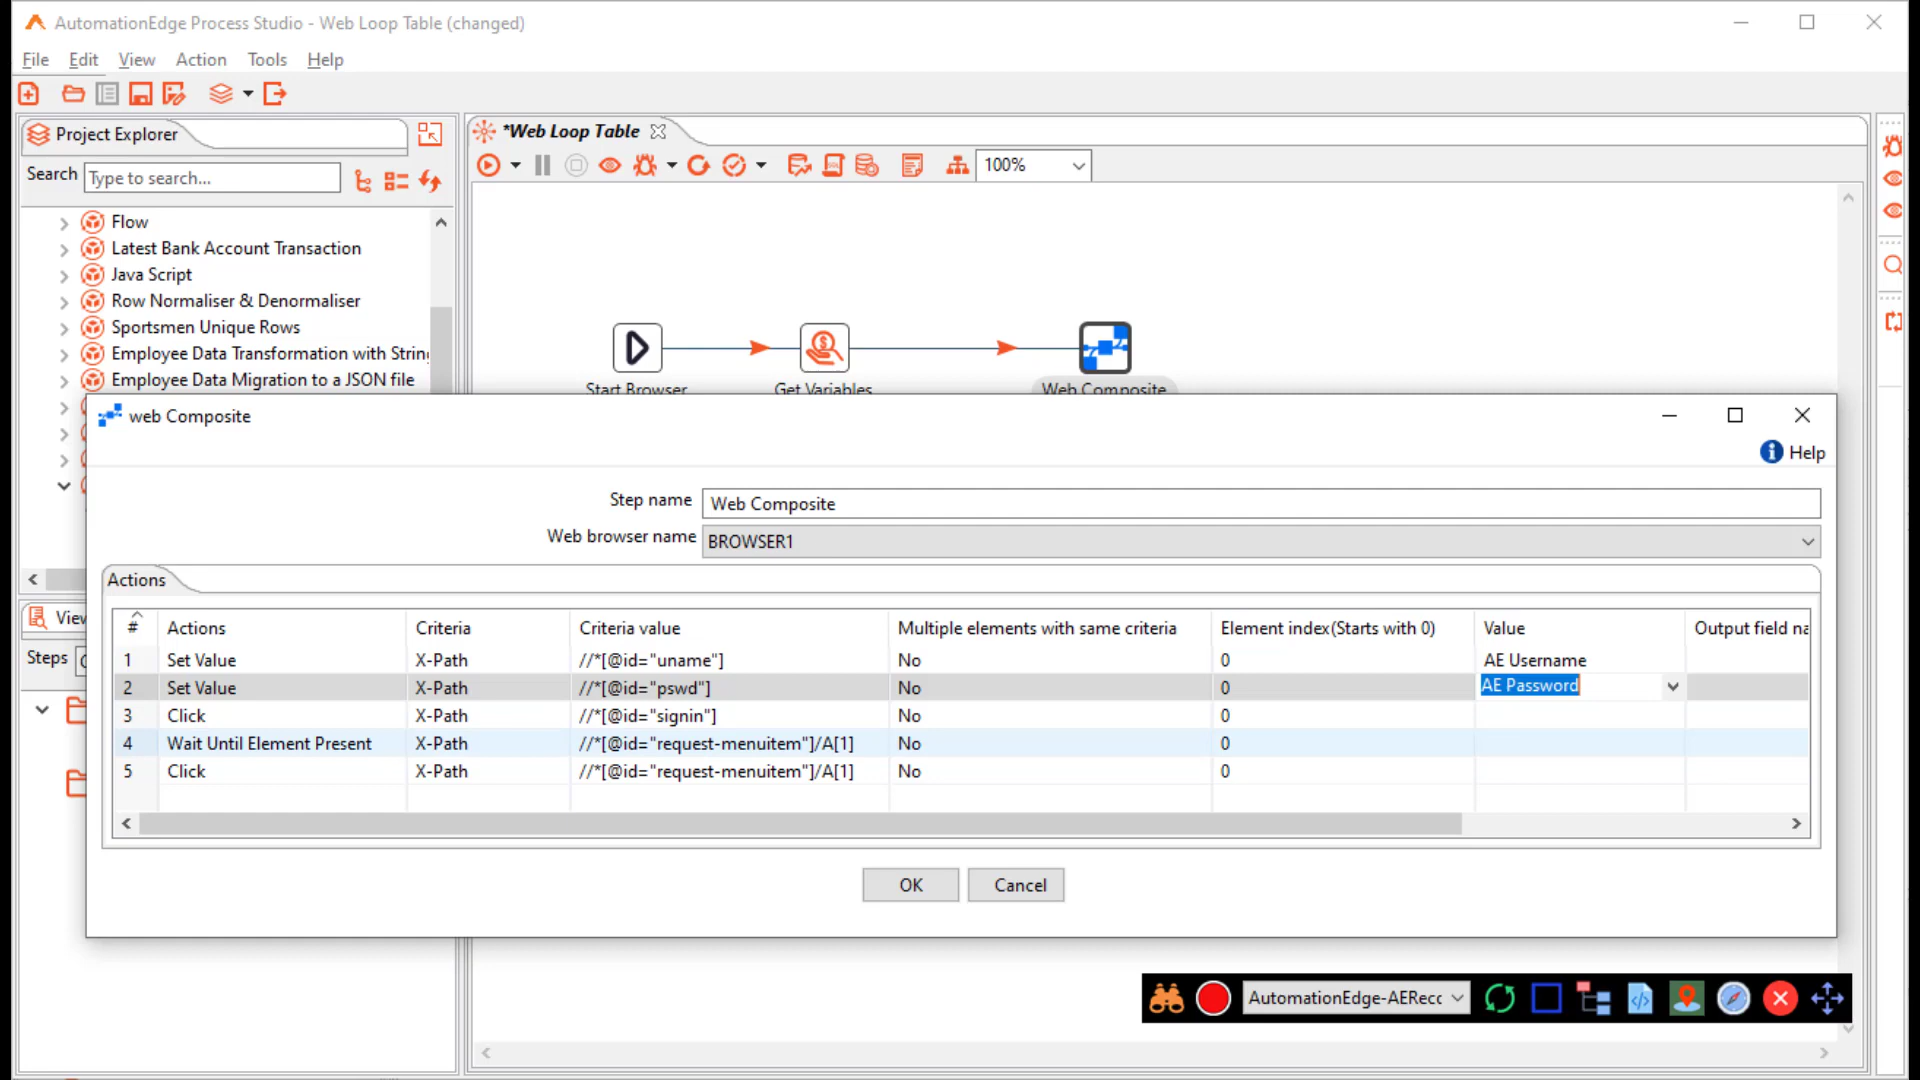 AutomationEdge Process Studio - Web Loop Table (changed)
File Edit View Action Tools Help
Project Explorer
*Web Loop Table
Search Type to search...
100%
Flow
Latest Bank Account Transaction
Java Script
Row Normaliser & Denormaliser
Sportsmen Unique Rows
Employee Data Transformation with String
Employee Data Migration to a JSON file
Start Browser Get Variables Web Composite
web Composite
Help
Step name Web Composite
Web browser name BROWSER1
Actions
View
Steps
# Actions Criteria Criteria value Multiple elements with same criteria Element index(Starts with 0) Value Output field na
1 Set Value X-Path //*[@id="uname"] No 0 AE Username
2 Set Value X-Path //*[@id="pswd"] No 0 AE Password
3 Click X-Path //*[@id="signin"] No 0
4 Wait Until Element Present X-Path //*[@id="request-menuitem"]/A[1] No 0
5 Click X-Path //*[@id="request-menuitem"]/A[1] No 0
OK Cancel
AutomationEdge-AERecc